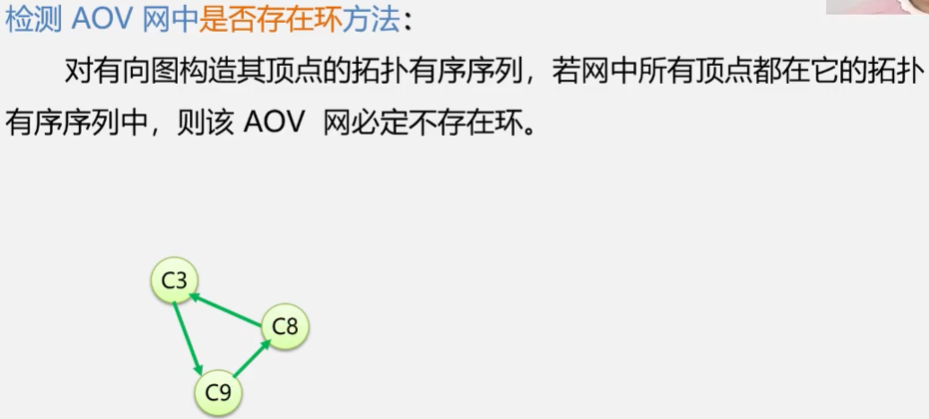 检测 AOV 网中是否存在环方法：
对有向图构造其顶点的拓扑有序序列，若网中所有顶点都在它的拓扑
有序序列中，则该 AOV 网必定不存在环。
C3
C8
C9